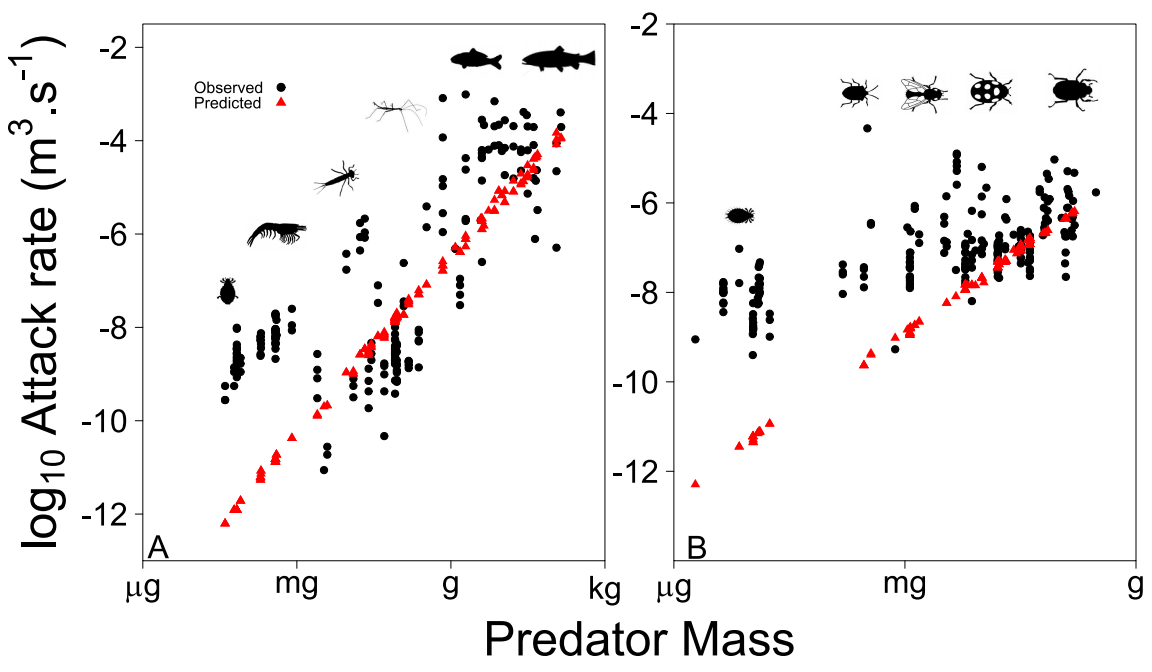 log10 Attack rate (m3.s-1)
-2
-4
-6
-8
-10
-12
Observed
Predicted
A
μg
mg
g
kg
-2
-4
-6
-8
-10
-12
B
μg
mg
g
Predator Mass